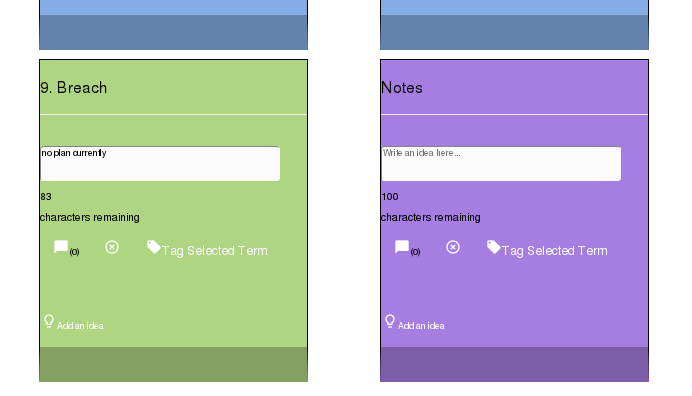 9. Breach
no plan currently
83
characters remaining
(0)
Tag Selected Term
Add an idea
Notes
Write an idea here...
100
characters remaining
(0)
Tag Selected Term
Add an idea